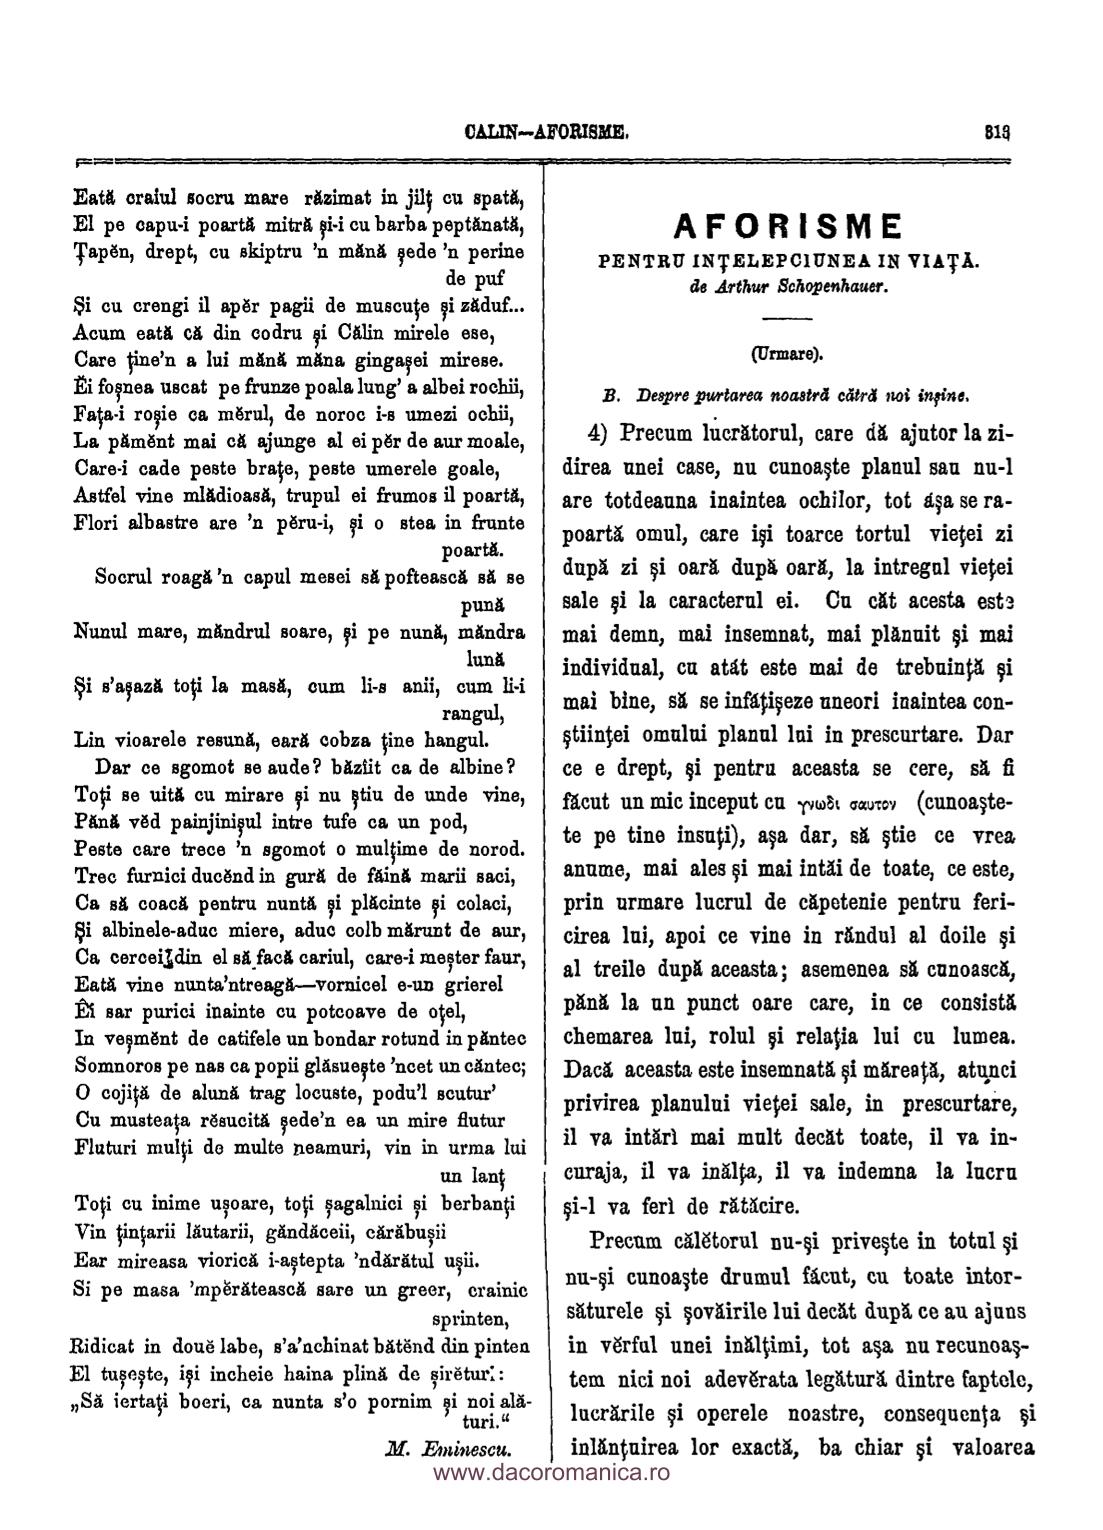 CALIN—AFORISME.
313
Eată craiul socru mare răzimat in jilţ cu spată,
El pe capu-i poartă mitră şi-i cu barba peptănată,
Ţapĕn, drept, cu skiptru 'n mănă şede 'n perine
de puf
Şi cu crengi il apĕr pagii de muscuţe şi zăduf...
Acum eată că din codru şi Călin mirele ese,
Care ţine'n a lui mănă măna gingaşei mirese.
Ĕi foşnea uscat pe frunze poala lung' a albei rochii,
Faţa-i roşie ca mĕrul, de noroc i-s umezi ochii,
La pămĕnt mai că ajunge al ei pĕr de aur moale,
Care-i cade peste braţe, peste umerele goale,
Astfel vine mlădioasă, trupul ei frumos il poartă,
Flori albastre are 'n pĕru-i, şi o stea in frunte
poartă.
Socrul roagă 'n capul mesei să poftească să se
pună
Nunul mare, măndrul soare, şi pe nună, măndra
lună
Şi s'aşază toţi la masă, cum li-s anii, cum li-i
rangul,
Lin vioarele resună, eară cobza ţine hangul.
Dar ce sgomot se aude? băzîit ca de albine?
Toţi se uită cu mirare şi nu ştiu de unde vine,
Pănă vĕd painjinişul intre tufe ca un pod,
Peste care trece 'n sgomot o mulţime de norod.
Trec furnici ducĕnd in gură de făină marii saci,
Ca să coacă pentru nuntă şi plăcinte şi colaci,
Şi albinele-aduc miere, aduc colb mărunt de aur,
Ca cercei din el să facă cariul, care-i meşter faur,
Eată vine nunta'ntreagă—vornicel e-un grierel
Êi sar purici inainte cu potcoave de oţel,
In veşmĕnt de catifele un bondar rotund in păntec
Somnoros pe nas ca popii glăsueşte 'ncet un căntec;
O cojiţă de alună trag locuste, podu'l scutur'
Cu musteaţa rĕsucită şede'n ea un mire flutur
Fluturi mulţi de multe neamuri, vin in urma lui
un lanţ
Toţi cu inime uşoare, toţi şagalnici şi berbanţi
Vin ţinţarii lăutarii, găndăceii, cărăbuşii
Ear mireasa viorică i-aştepta 'ndărătul uşii.
Si pe masa 'mpĕrătească sare un greer, crainic
sprinten,
Ridicat in douĕ labe, s'a'nchinat bătĕnd din pinten
El tuşeşte, işi incheie haina plină de şirĕturi:
„Să iertaţi boeri, ca nunta s'o pornim şi noi ală-
turi.“
M. Eminescu.
AFORISME
PENTRU INŢELEPCIUNEA IN VIAŢĂ.
de Arthur Schopenhauer.
(Urmare).
B. Despre purtarea noastră cătră noi inşine.
4) Precum lucrătorul, care dă ajutor la zi-
direa unei case, nu cunoaşte planul sau nu-l
are totdeauna inaintea ochilor, tot aşa se ra-
poartă omul, care işi toarce tortul vieţei zi
după zi şi oară după oară, la intregul vieţei
sale şi la caracterul ei. Cu căt acesta este
mai demn, mai insemnat, mai plănuit şi mai
individual, cu atăt este mai de trebuinţă şi
mai bine, să se infăţişeze uneori inaintea con-
ştiinţei omului planul lui in prescurtare. Dar
ce e drept, şi pentru aceasta se cere, să fi
făcut un mic inceput cu γνωδι σαυτον (cunoaşte-
te pe tine insuţi), aşa dar, să ştie ce vrea
anume, mai ales şi mai intăi de toate, ce este,
prin urmare lucrul de căpetenie pentru feri-
cirea lui, apoi ce vine in răndul al doile şi
al treile după aceasta; asemenea să cunoască,
pănă la un punct oare care, in ce consistă
chemarea lui, rolul şi relaţia lui cu lumea.
Dacă aceasta este insemnată şi măreaţă, atunci
privirea planului vieţei sale, in prescurtare,
il va intărì mai mult decăt toate, il va in-
curaja, il va inălţa, il va indemna la lucru
şi-l va ferì de rătăcire.
Precum călĕtorul nu-şi priveşte in totul şi
nu-şi cunoaşte drumul făcut, cu toate intor-
săturele şi şovăirile lui decăt după ce au ajuns
in vĕrful unei inălţimi, tot aşa nu recunoaş-
tem nici noi adevĕrata legătură dintre faptele,
lucrările şi operele noastre, consequenţa şi
inlănţuirea lor exactă, ba chiar şi valoarea
www.dacoromanica.ro